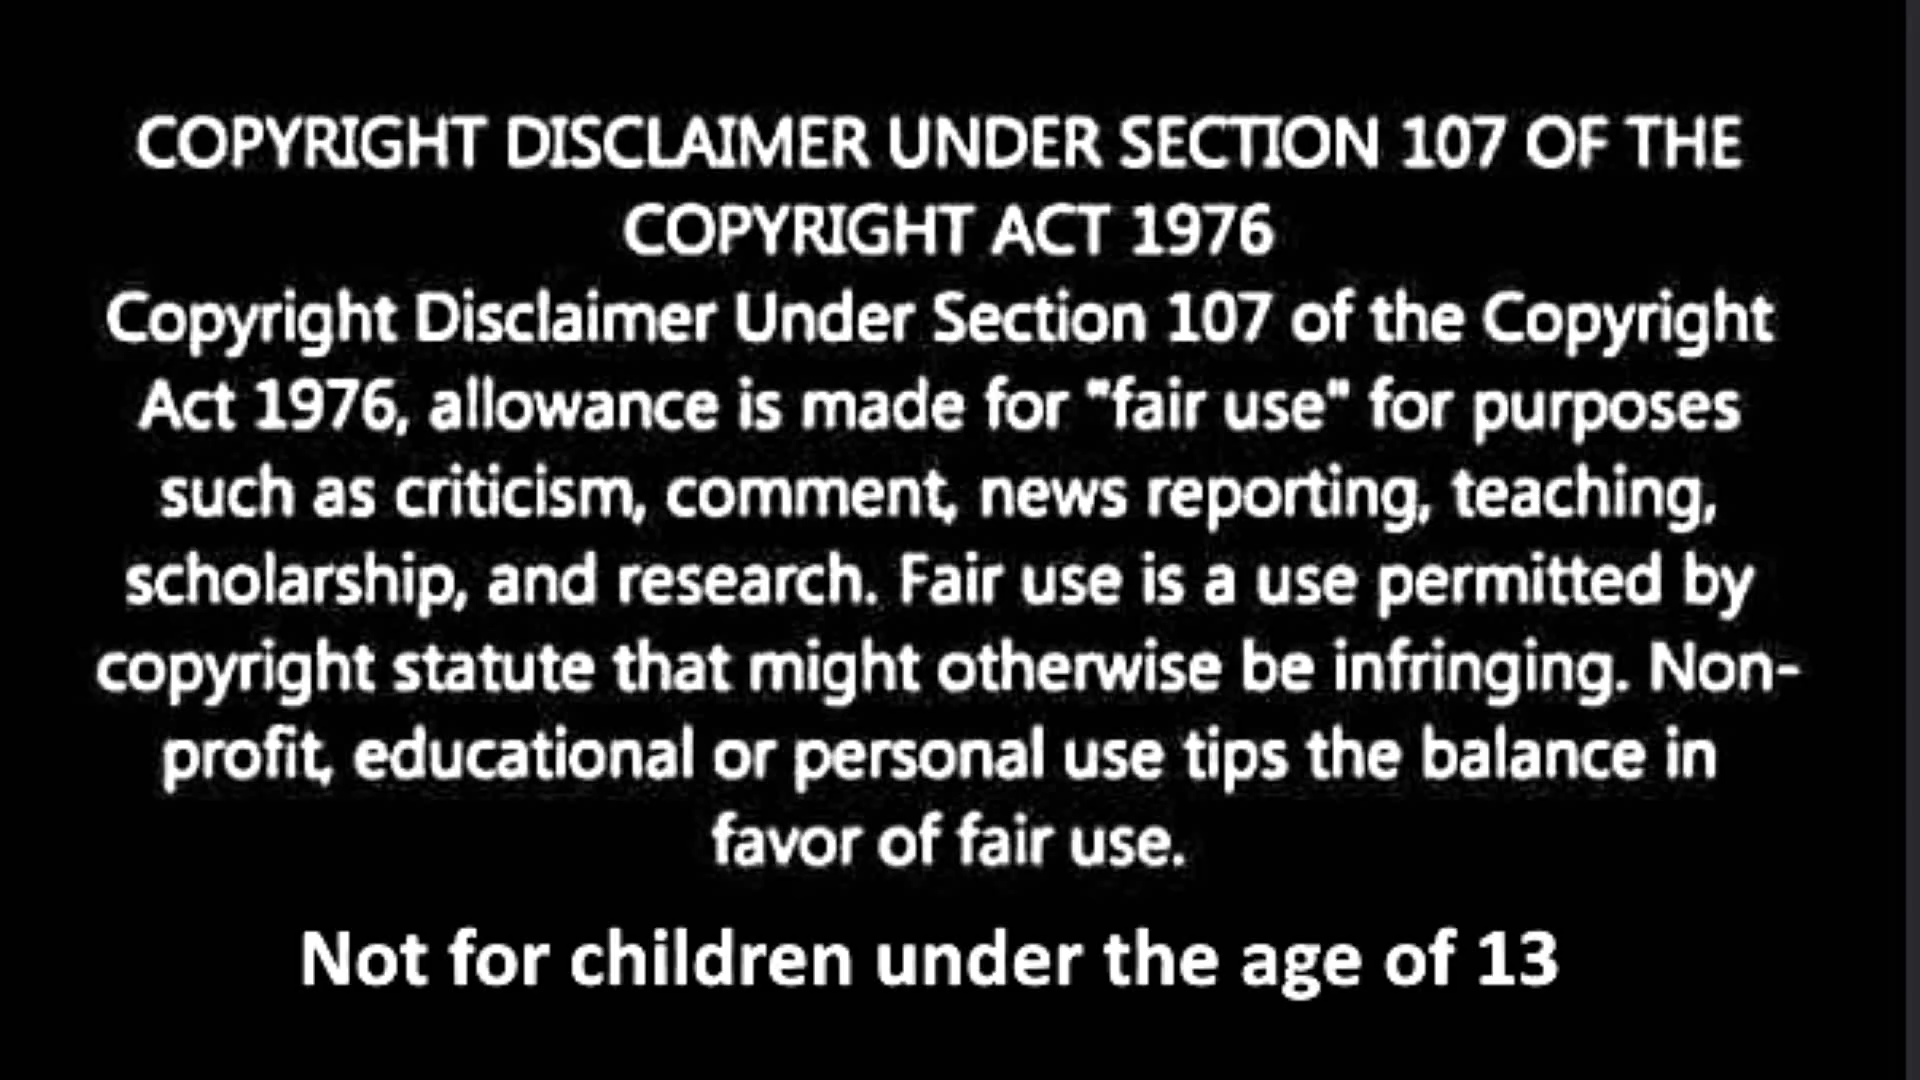 COPYRIGHT DISCLAIMER UNDER SECTION 107 OF THE
COPYRIGHT ACT 1976
Copyright Disclaimer Under Section 107 of the Copyright
Act 1976, allowance is made for "fair use" for purposes
such as criticism, comment, news reporting, teaching,
scholarship, and research. Fair use is a use permitted by
copyright statute that might otherwise be infringing. Non-
profit, educational or personal use tips the balance in
favor of fair use.
Not for children under the age of 13